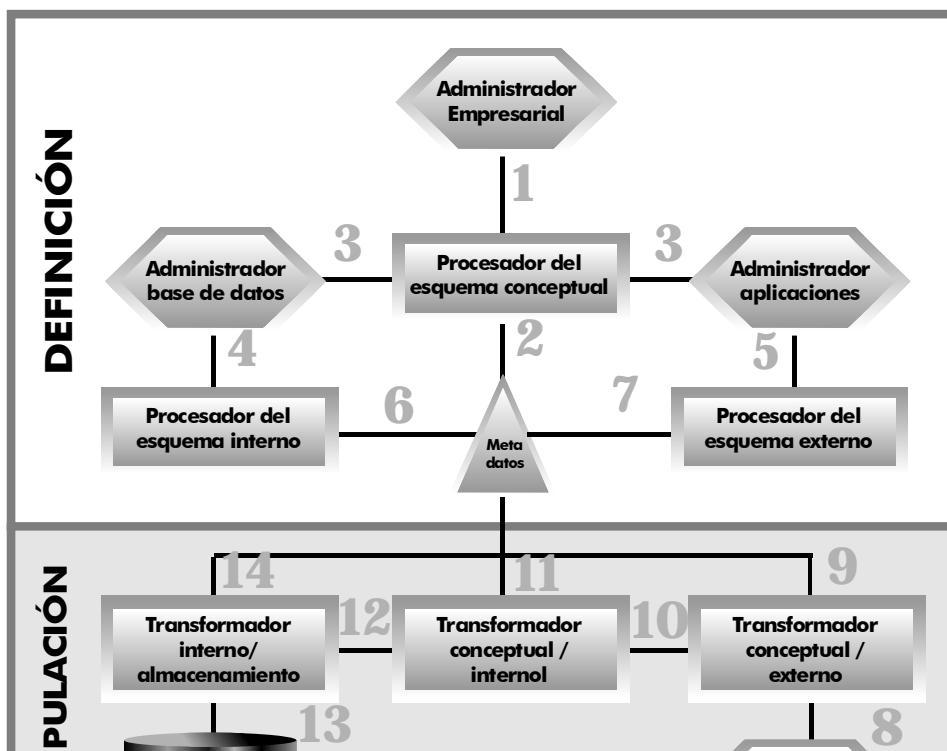 DEFINICIÓN
Administrador
Empresarial
1
3
3
Administrador
base de datos
Procesador del
esquema conceptual
Administrador
aplicaciones
4
2
5
6
7
Procesador del
esquema interno
Meta
datos
Procesador del
esquema externo
PULACIÓN
14
11
9
12
10
Transformador
interno/
almacenamiento
Transformador
conceptual /
internol
Transformador
conceptual /
externo
13
8